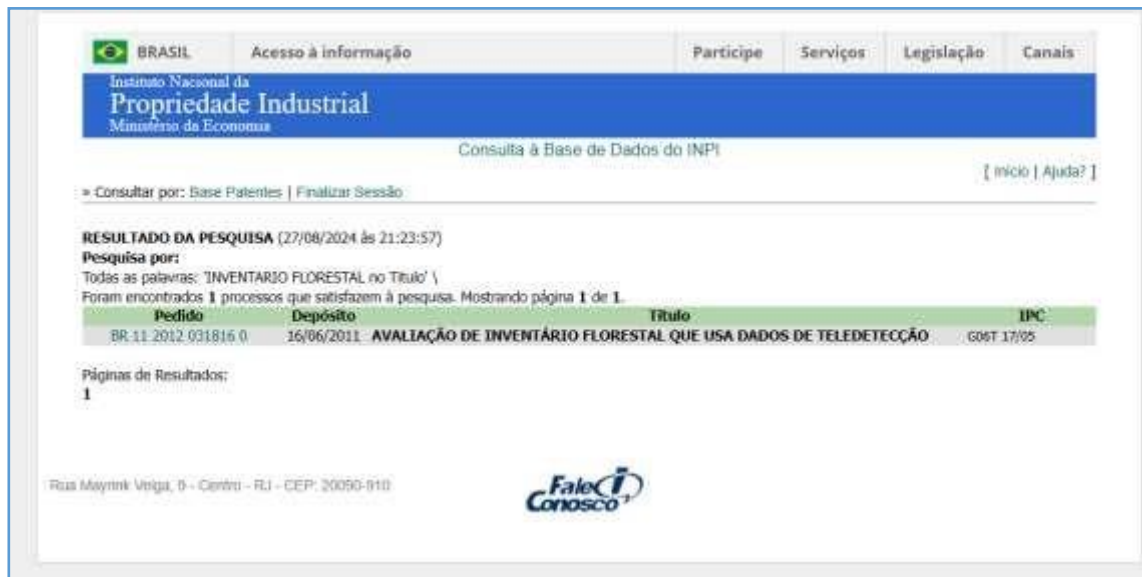 BRASIL Acesso à informação Participe Serviços Legislação Canais
Instituto Nacional da
Propriedade Industrial
Ministério da Economia
Consulta à Base de Dados do INPI
[ Início | Ajuda? ]
» Consultar por: Base Patentes | Finalizar Sessão
RESULTADO DA PESQUISA (27/08/2024 às 21:23:57)
Pesquisa por:
Todas as palavras: 'INVENTARIO FLORESTAL no Titulo' \
Foram encontrados 1 processos que satisfazem à pesquisa. Mostrando página 1 de 1.
Pedido Depósito Título IPC
BR 11 2012 031816 0 16/06/2011 AVALIAÇÃO DE INVENTÁRIO FLORESTAL QUE USA DADOS DE TELEDETECÇÃO G06T 17/05
Páginas de Resultados:
1
Rua Mayrink Veiga, 9 - Centro - RJ - CEP: 20090-910
Fale Conosco